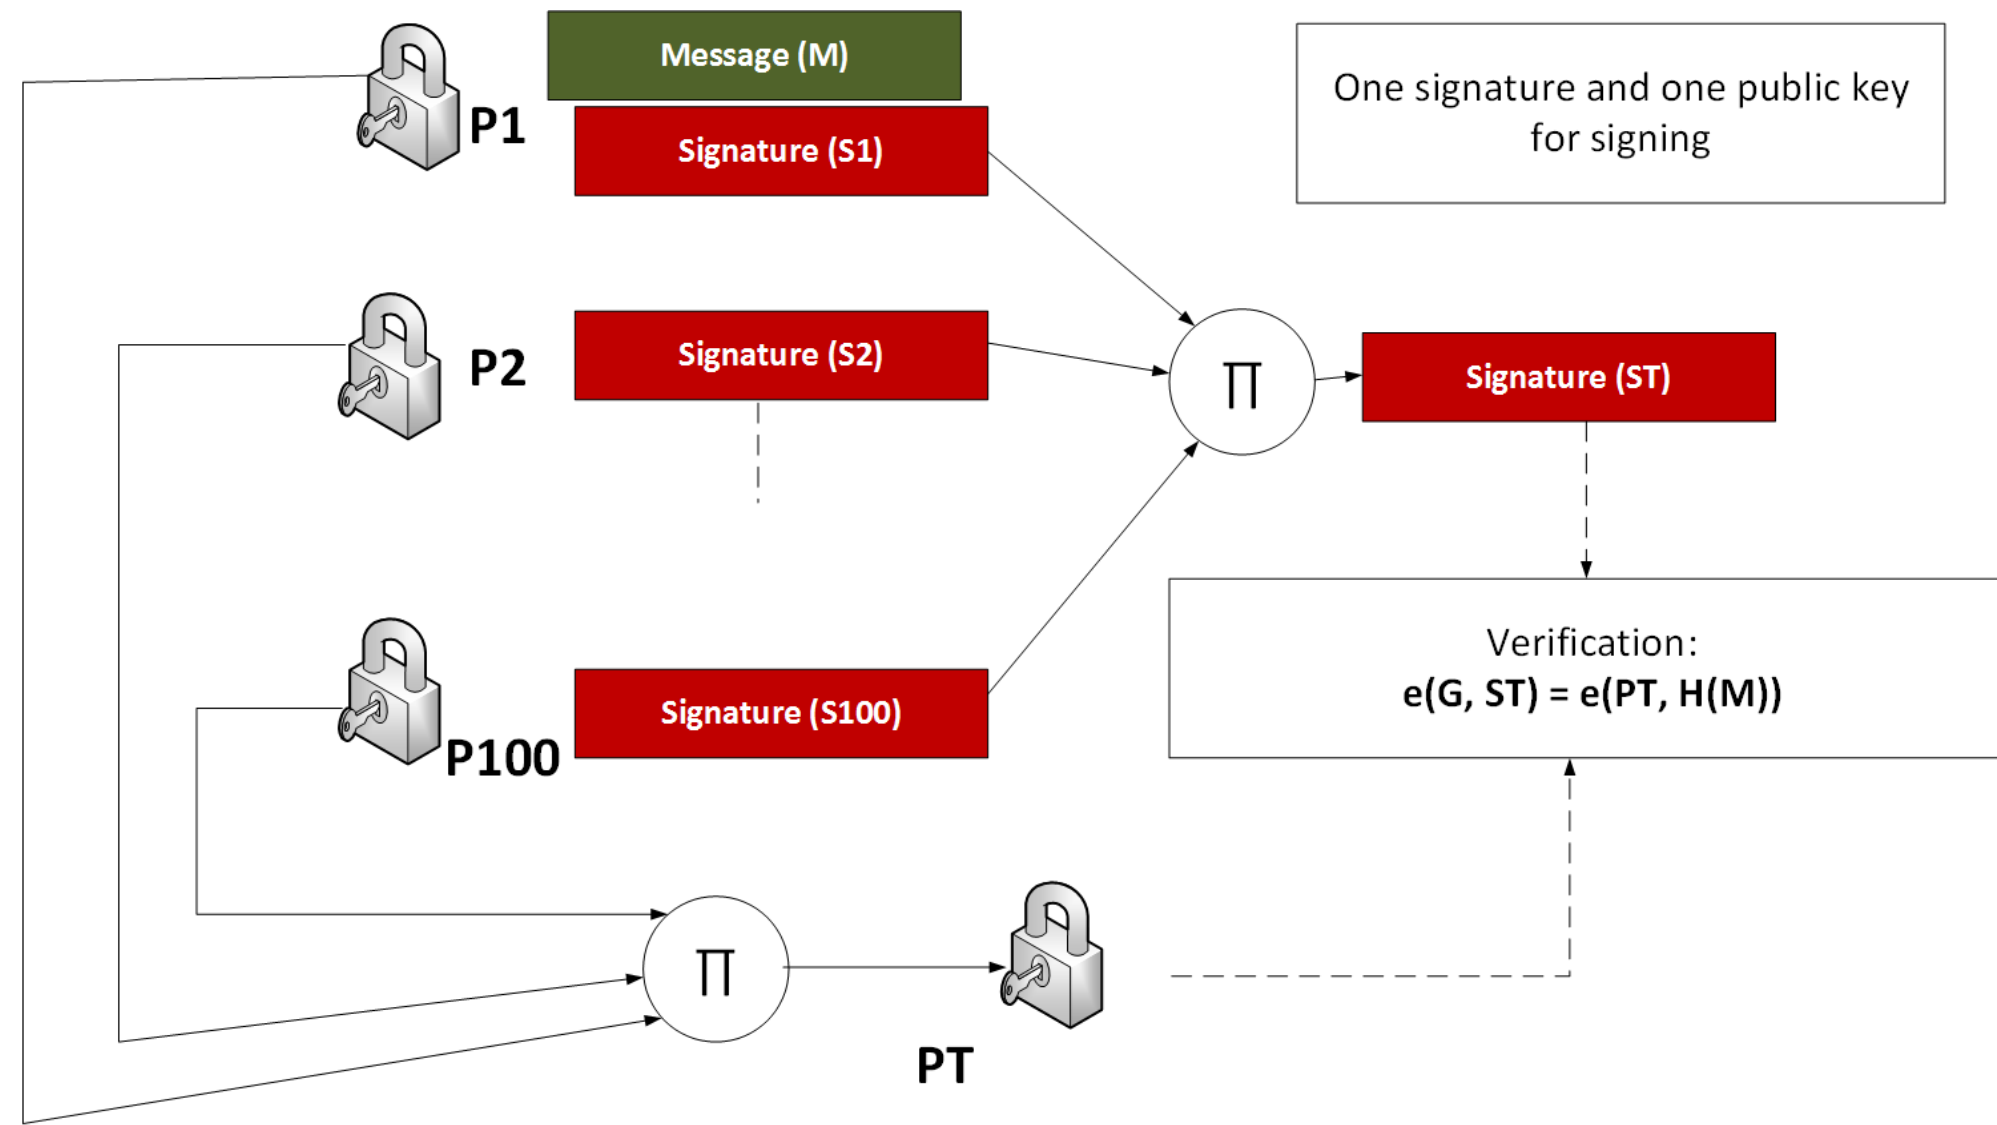 Message (M)
One signature and one public key
for signing
P1
Signature (S1)
P2
Signature (S2)
∏
Signature (ST)
Verification:
e(G, ST) = e(PT, H(M))
P100
Signature (S100)
∏
PT